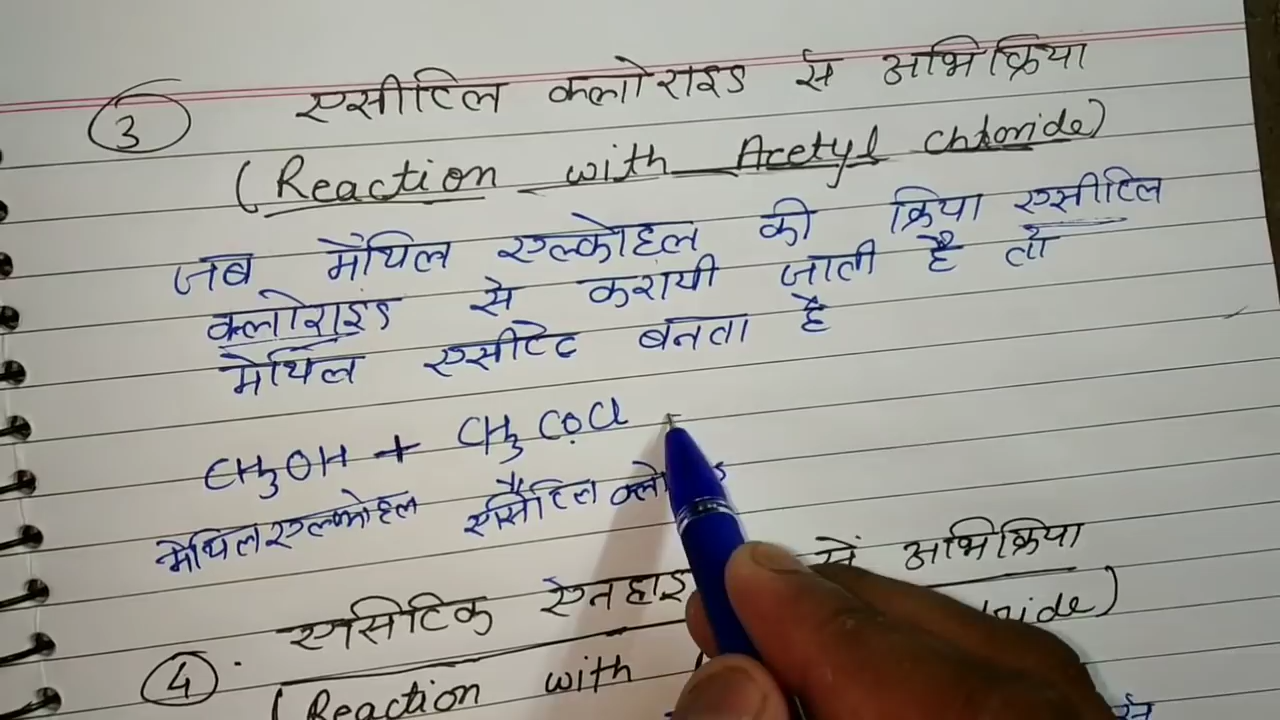 3 एसीटिल क्लोराइड से अभिक्रिया
(Reaction with Acetyl chloride)
जब मेथिल एल्कोहल की क्रिया एसीटिल
क्लोराइड से करायी जाती है तो
मेथिल एसीटेट बनता है
CH3OH + CH3COCl
मेथिल एल्कोहल एसिटिल
4. एसिटिक से अभिक्रिया
(Reaction with